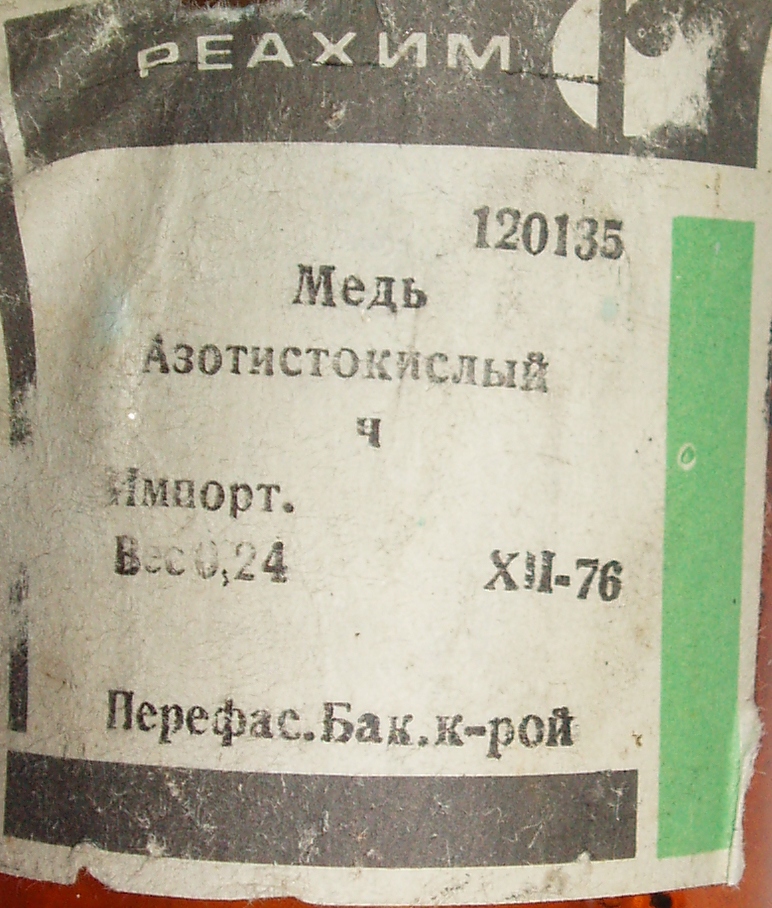 РЕАХИМ
120135
Медь
Азотистокислый
ч
Импорт.
Вес 0,24
XII-76
Перефас.Бак.к-рой